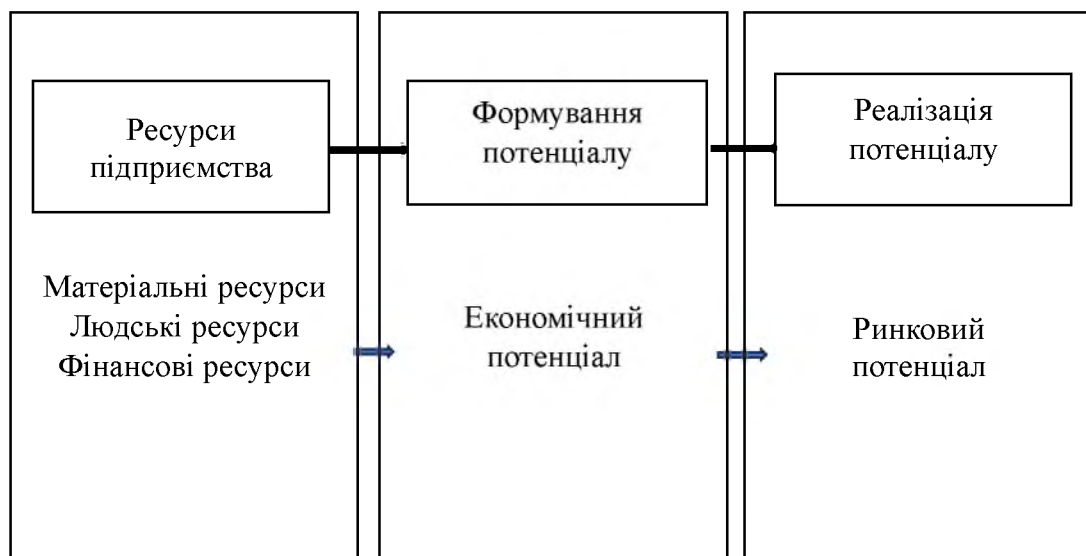 Ресурси
підприємства
Формування
потенціалу
Реалізація
потенціалу
Матеріальні ресурси
Людські ресурси
Фінансові ресурси
Економічний
потенціал
Ринковий
потенціал